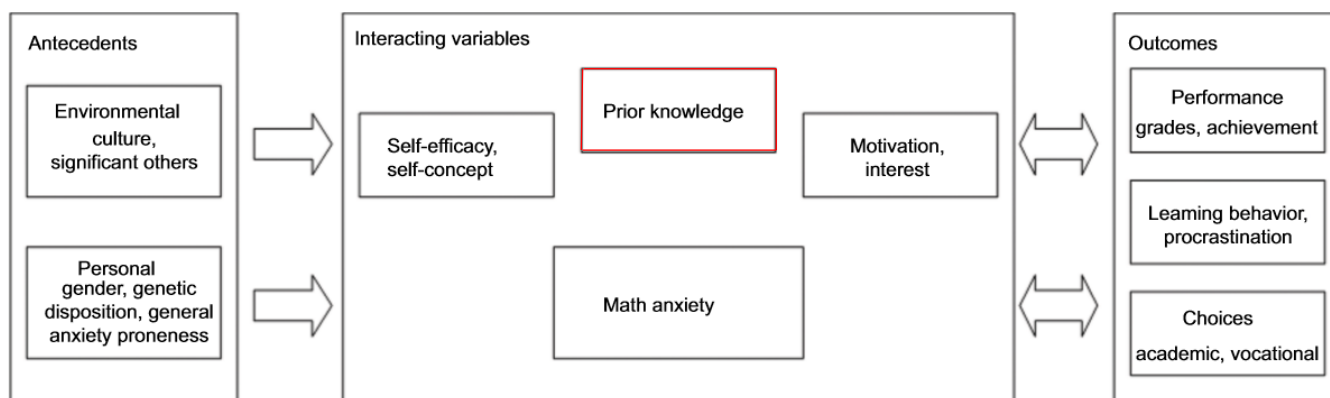 Antecedents
Environmental
culture,
significant others
Personal
gender, genetic
disposition, general
anxiety proneness
Interacting variables
Self-efficacy,
self-concept
Prior knowledge
Motivation,
interest
Math anxiety
Outcomes
Performance
grades, achievement
Learning behavior,
procrastination
Choices
academic, vocational